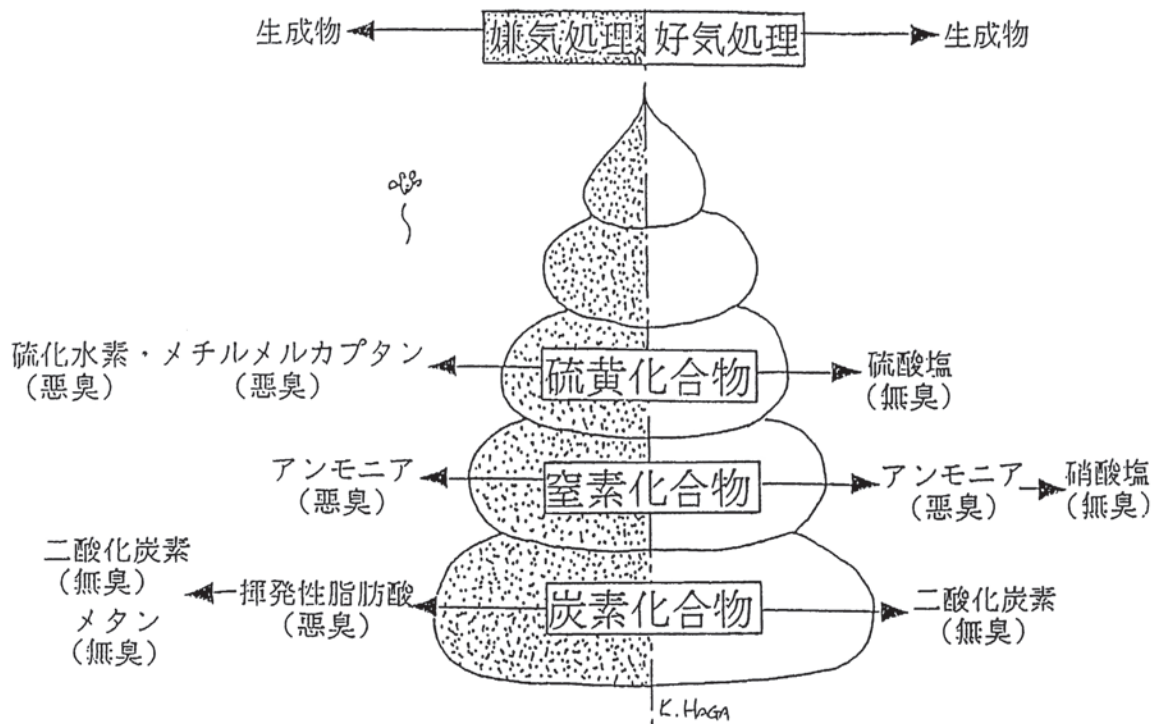 生成物 嫌気処理 好気処理 生成物
硫化水素・メチルメルカプタン
(悪臭) (悪臭)
硫黄化合物
硫酸塩
(無臭)
アンモニア
(悪臭)
窒素化合物
アンモニア
(悪臭)
硝酸塩
(無臭)
二酸化炭素
(無臭)
メタン
(無臭)
揮発性脂肪酸
(悪臭)
炭素化合物
二酸化炭素
(無臭)
K.HAGA